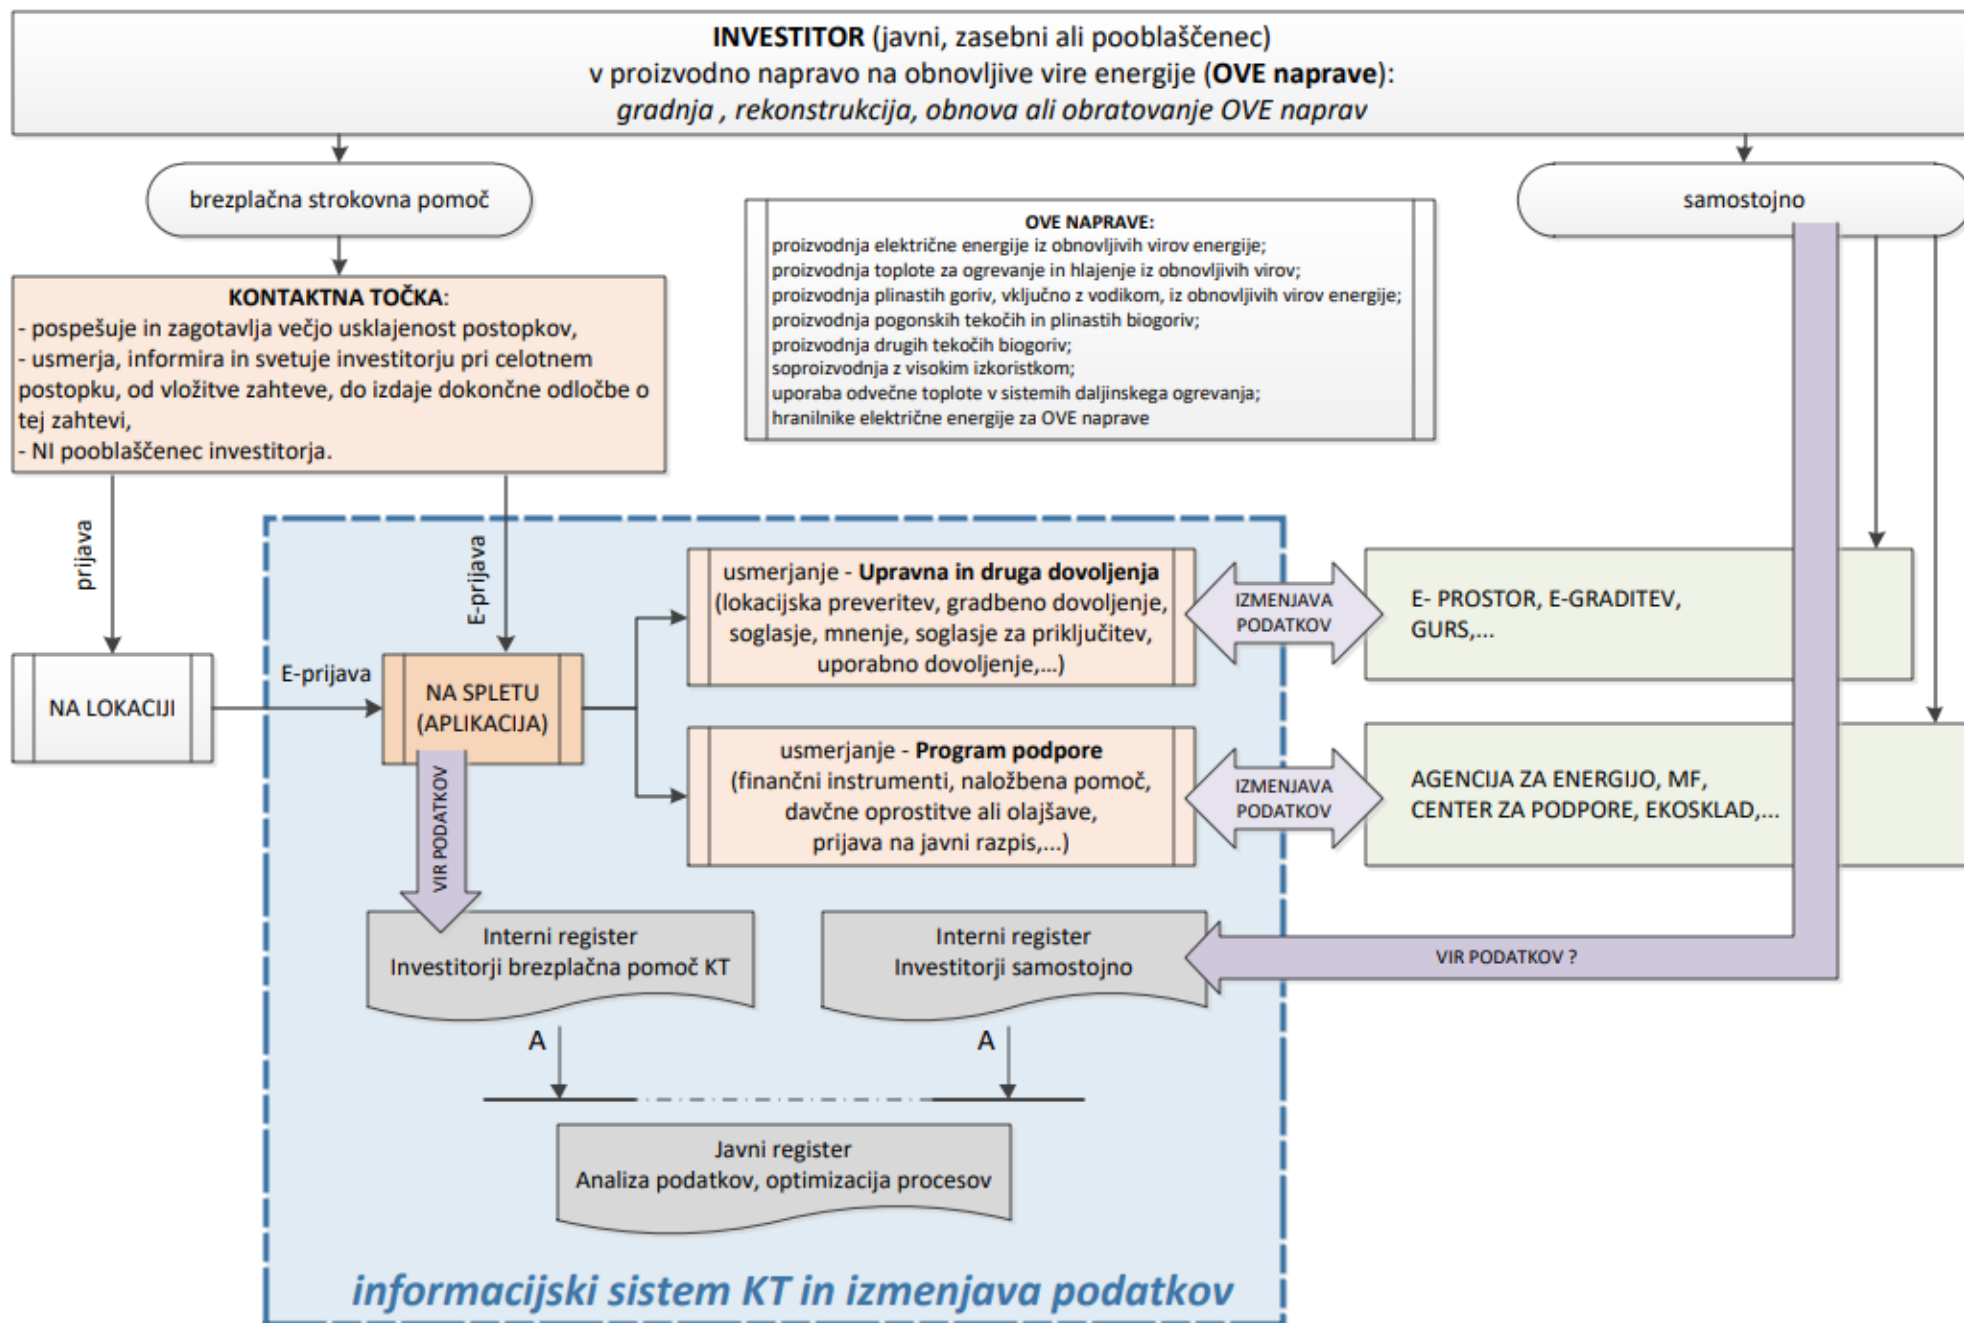 INVESTITOR (javni, zasebni ali pooblaščenec)
v proizvodno napravo na obnovljive vire energije (OVE naprave):
gradnja , rekonstrukcija, obnova ali obratovanje OVE naprav
brezplačna strokovna pomoč
samostojno
OVE NAPRAVE:
proizvodnja električne energije iz obnovljivih virov energije;
proizvodnja toplote za ogrevanje in hlajenje iz obnovljivih virov;
proizvodnja plinastih goriv, vključno z vodikom, iz obnovljivih virov energije;
proizvodnja pogonskih tekočih in plinastih biogoriv;
proizvodnja drugih tekočih biogoriv;
soproizvodnja z visokim izkoristkom;
uporaba odvečne toplote v sistemih daljinskega ogrevanja;
hranilnike električne energije za OVE naprave
KONTAKTNA TOČKA:
- pospešuje in zagotavlja večjo usklajenost postopkov,
- usmerja, informira in svetuje investitorju pri celotnem
postopku, od vložitve zahteve, do izdaje dokončne odločbe o
tej zahtevi,
- NI pooblaščenec investitorja.
prijava
E-prijava
NA LOKACIJI
E-prijava
NA SPLETU
(APLIKACIJA)
usmerjanje - Upravna in druga dovoljenja
(lokacijska preveritev, gradbeno dovoljenje,
soglasje, mnenje, soglasje za priključitev,
uporabno dovoljenje,...)
IZMENJAVA
PODATKOV
E- PROSTOR, E-GRADITEV,
GURS,...
usmerjanje - Program podpore
(finančni instrumenti, naložbena pomoč,
davčne oprostitve ali olajšave,
prijava na javni razpis,...)
IZMENJAVA
PODATKOV
AGENCIJA ZA ENERGIJO, MF,
CENTER ZA PODPORE, EKOSKLAD,...
VIR PODATKOV
Interni register
Investitorji brezplačna pomoč KT
Interni register
Investitorji samostojno
VIR PODATKOV ?
A
A
Javni register
Analiza podatkov, optimizacija procesov
informacijski sistem KT in izmenjava podatkov